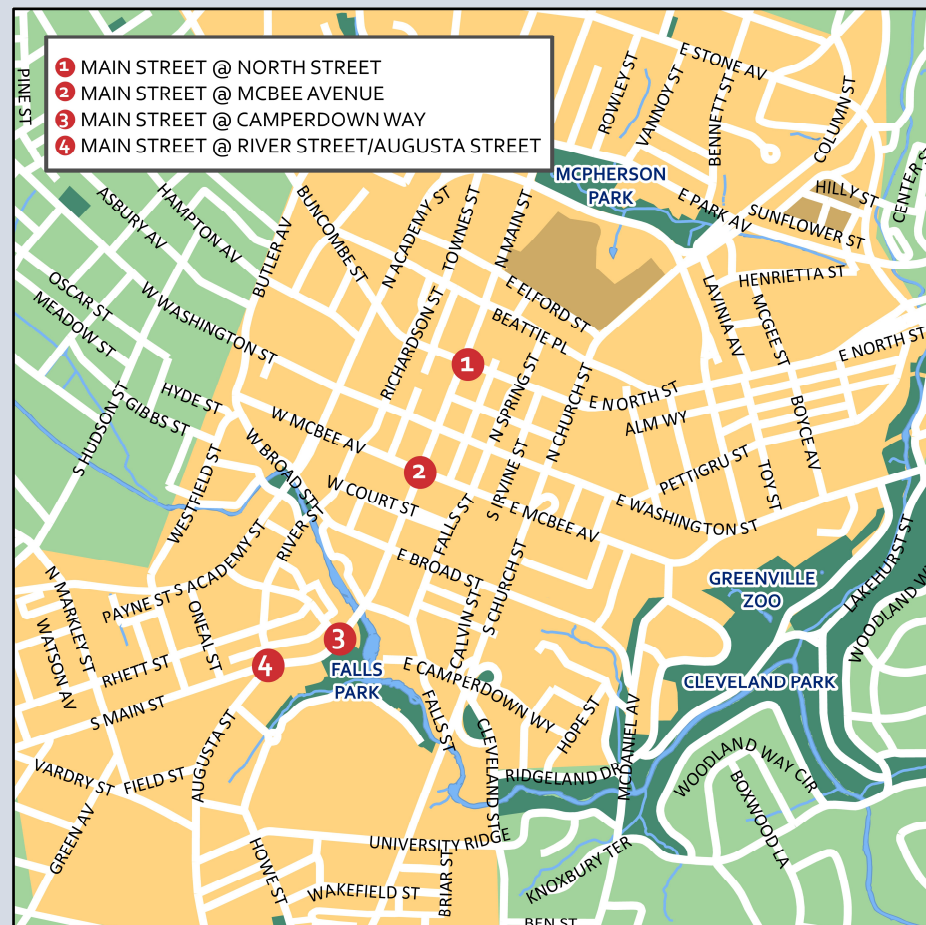 1 MAIN STREET @ NORTH STREET
2 MAIN STREET @ MCBEE AVENUE
3 MAIN STREET @ CAMPERDOWN WAY
4 MAIN STREET @ RIVER STREET/AUGUSTA STREET
PINE ST
E STONE AV
ROWLEY ST
VANNOY ST
BENNETT ST
COLUMN ST
MCPHERSON
PARK
HILLY ST
CENTER S
E PARK AV
SUNFLOWER ST
ASBURY AV
HAMPTON AV
BUTLER AV
BUNCOMBE ST
N ACADEMY ST
TOWNES ST
N MAIN ST
HENRIETTA ST
LAVINIA AV
MCGEE ST
E NORTH ST
OSCAR ST
MEADOW ST
W WASHINGTON ST
RICHARDSON ST
E ELFORD ST
BEATTIE PL
1
N SPRING ST
N CHURCH ST
E NORTH ST
ALM WY
BOYCE AV
S HUDSON ST
GIBBS ST
HYDE ST
W MCBEE AV
W BROAD ST
2
W COURT ST
S IRVINE ST
PETTIGRU ST
TOY ST
E WASHINGTON ST
E MCBEE AV
WESTFIELD ST
RIVER ST
FALLS ST
E BROAD ST
S CHURCH ST
LAKEHURST ST
GREENVILLE
ZOO
WOODLAND W
N MARKLEY ST
WATSON AV
PAYNE ST
S ACADEMY ST
ONEAL ST
RHETT ST
CALVIN ST
3
4
FALLS
PARK
E CAMPERDOWN WY
CLEVELAND PARK
S MAIN ST
AUGUSTA ST
FALLS ST
CLEVELAND ST
HOPE ST
MCDANIEL AV
RIDGELAND DR
WOODLAND WAY CIR
BOXWOOD LA
VARDRY ST
FIELD ST
GREEN AV
HOWE ST
UNIVERSITY RIDGE
KNOXBURY TER
WAKEFIELD ST
BRIAR ST
BEN ST